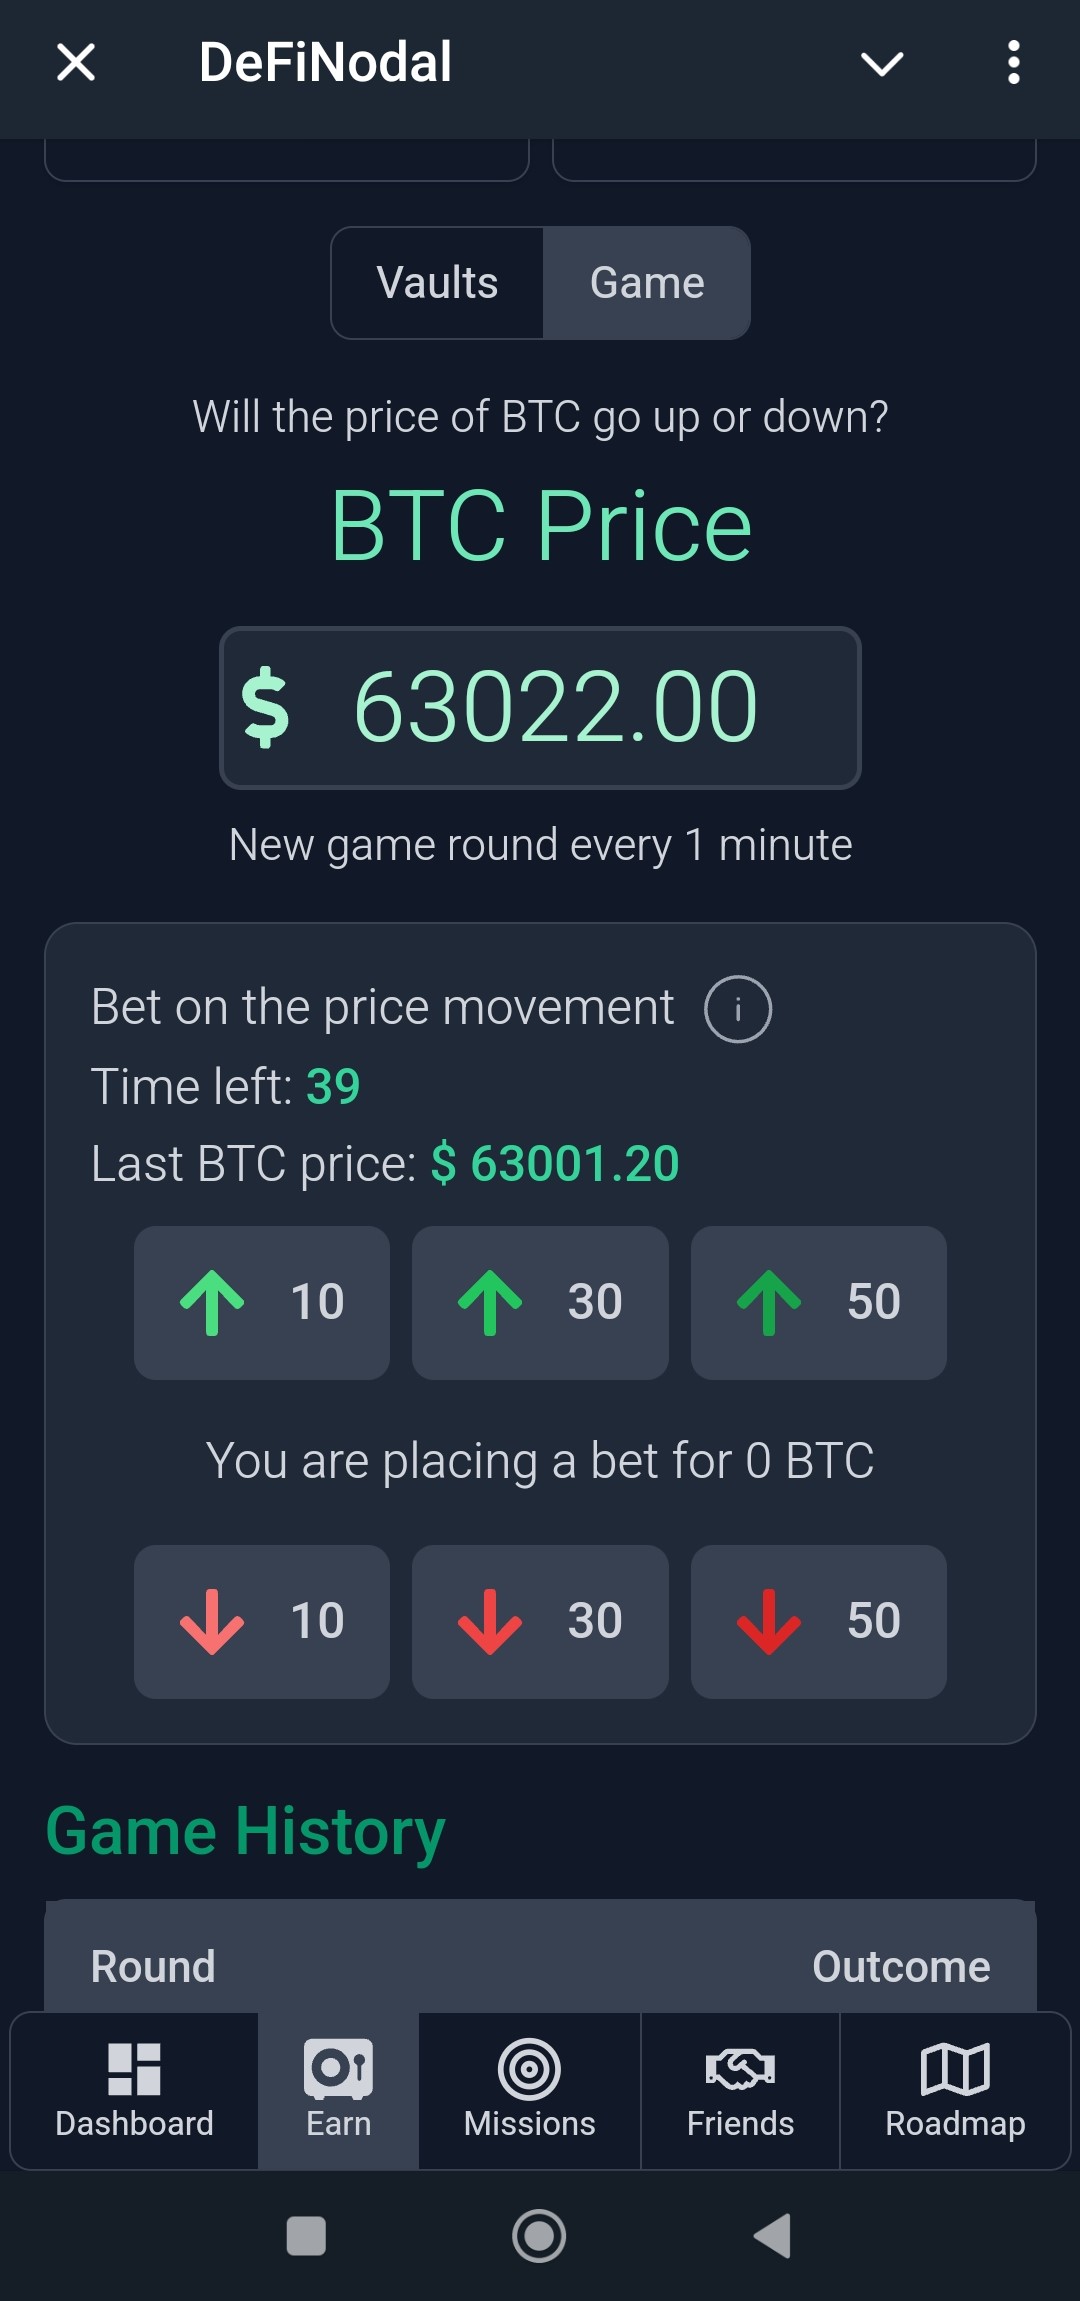 DeFiNodal
Vaults Game
Will the price of BTC go up or down?
BTC Price
$ 63022.00
New game round every 1 minute
Bet on the price movement i
Time left: 39
Last BTC price: $ 63001.20
10 30 50
You are placing a bet for 0 BTC
10 30 50
Game History
Round Outcome
Dashboard Earn Missions Friends Roadmap